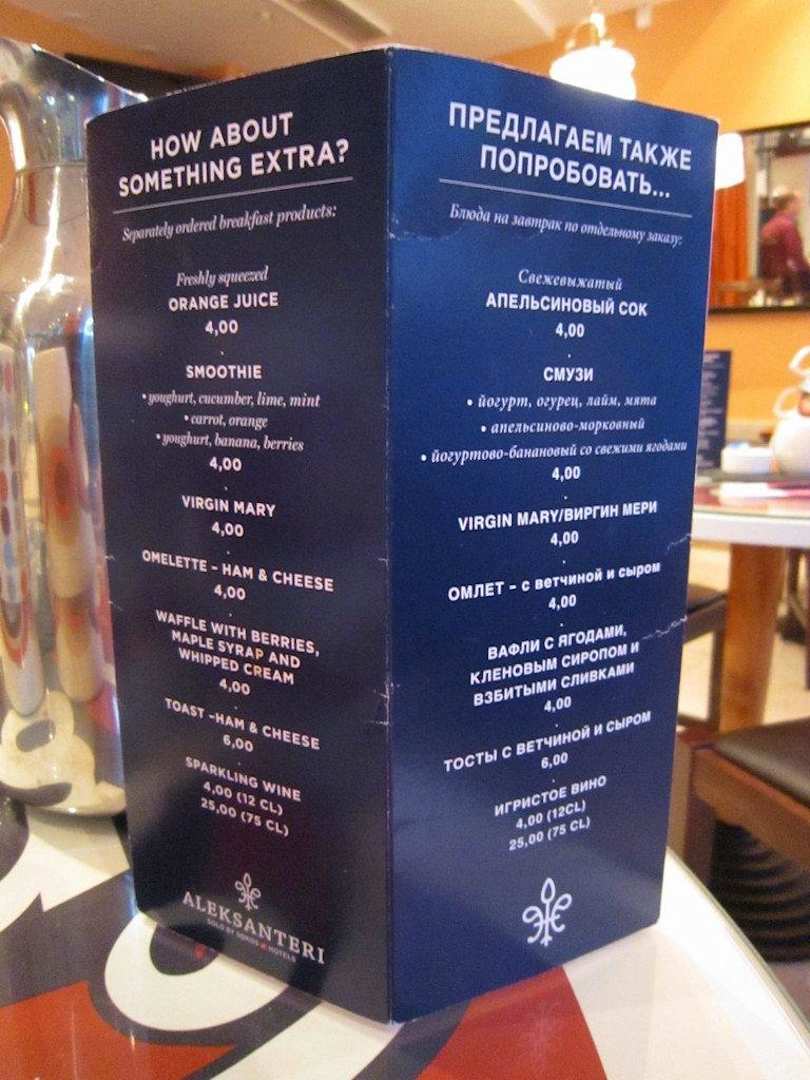 HOW ABOUT
SOMETHING EXTRA?
Separately ordered breakfast products:
Freshly squeezed
ORANGE JUICE
4,00
SMOOTHIE
• youghurt, cucumber, lime, mint
• carrot, orange
• youghurt, banana, berries
4,00
VIRGIN MARY
4,00
OMELETTE - HAM & CHEESE
4,00
WAFFLE WITH BERRIES,
MAPLE SYRAP AND
WHIPPED CREAM
4,00
TOAST -HAM & CHEESE
6,00
SPARKLING WINE
4,00 (12 CL)
25,00 (75 CL)
ALEKSANTERI
SOLO BY SOKOS HOTELS
ПРЕДЛАГАЕМ ТАКЖЕ
ПОПРОБОВАТЬ...
Блюда на завтрак по отдельному заказу:
Свежевыжатый
АПЕЛЬСИНОВЫЙ СОК
4,00
СМУЗИ
• йогурт, огурец, лайм, мята
• апельсиново-морковный
• йогуртово-банановый со свежими ягодами
4,00
VIRGIN MARY/ВИРГИН МЕРИ
4,00
ОМЛЕТ - с ветчиной и сыром
4,00
ВАФЛИ С ЯГОДАМИ,
КЛЕНОВЫМ СИРОПОМ И
ВЗБИТЫМИ СЛИВКАМИ
4,00
ТОСТЫ С ВЕТЧИНОЙ И СЫРОМ
6,00
ИГРИСТОЕ ВИНО
4,00 (12CL)
25,00 (75 CL)